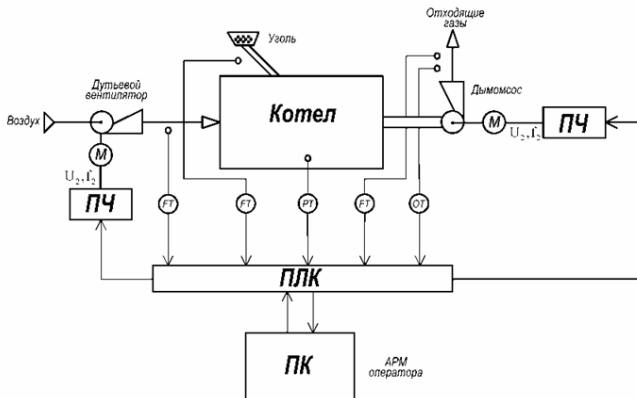 Отходящие
газы
Уголь
Дутьевой
вентилятор
Котел
Дымомсос
Воздух
M
M
ПЧ
U₂,f₂
U₂,f₂
ПЧ
FT
FT
PT
FT
OT
ПЛК
ПК
АРМ
оператора